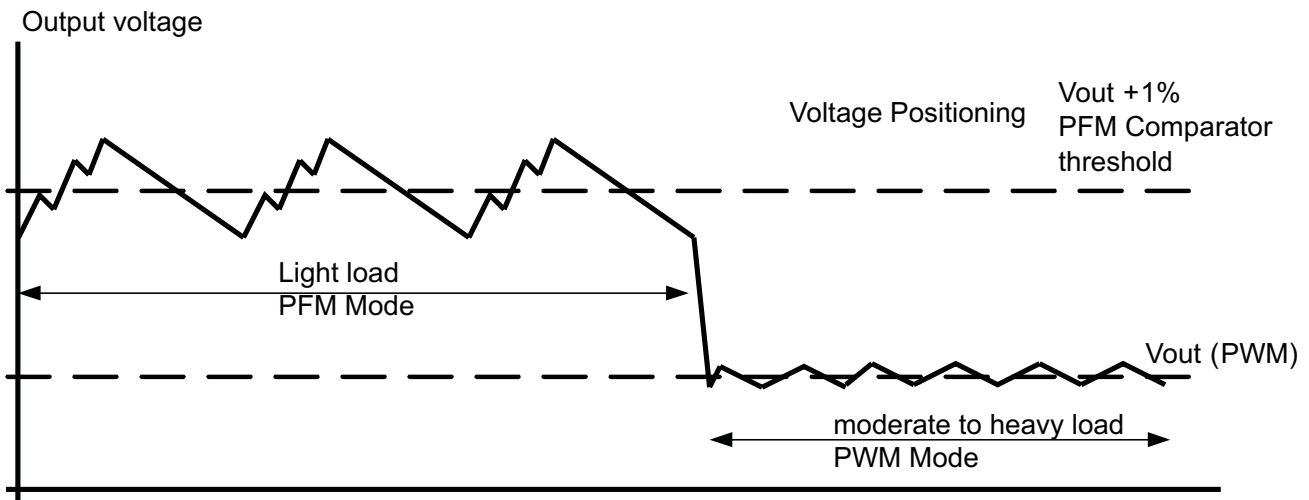 Output voltage
Voltage Positioning
Vout +1%
PFM Comparator
threshold
Light load
PFM Mode
Vout (PWM)
moderate to heavy load
PWM Mode